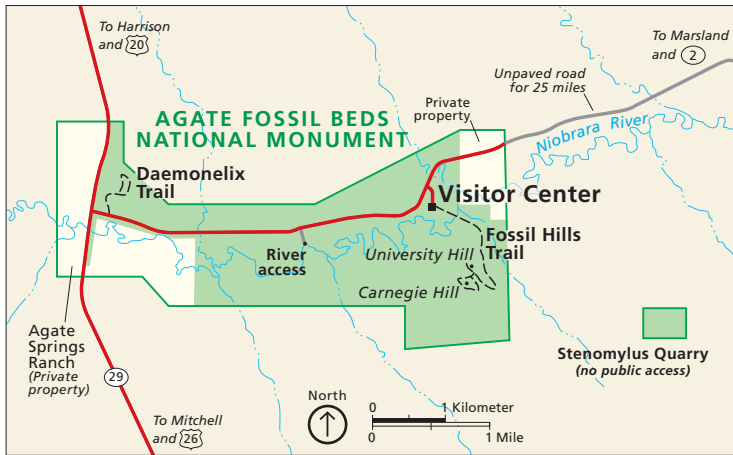 To Harrison
and 20
To Marsland
and 2
Unpaved road
for 25 miles
Private
property
Niobrara River
AGATE FOSSIL BEDS
NATIONAL MONUMENT
Daemonelix
Trail
Visitor Center
Fossil Hills
Trail
University Hill
Carnegie Hill
River
access
Agate
Springs
Ranch
(Private
property)
29
To Mitchell
and 26
Stenomylus Quarry
(no public access)
North
0 1 Kilometer
0 1 Mile